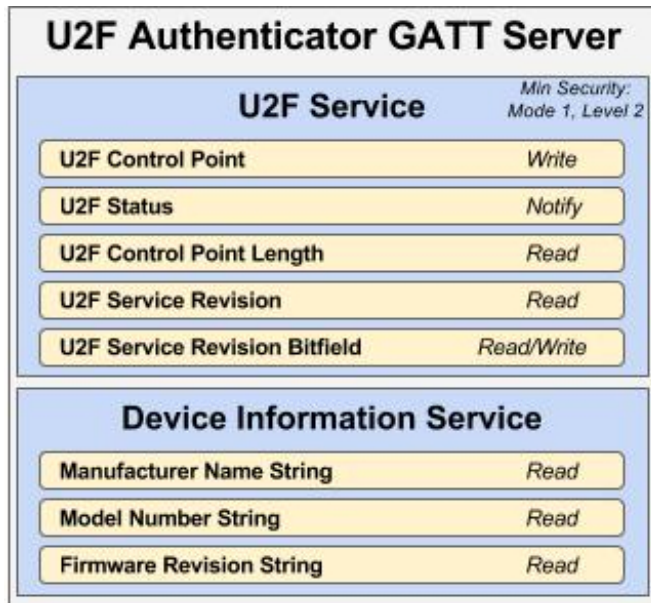 U2F Authenticator GATT Server
U2F Service
Min Security:
Mode 1, Level 2
U2F Control Point Write
U2F Status Notify
U2F Control Point Length Read
U2F Service Revision Read
U2F Service Revision Bitfield Read/Write
Device Information Service
Manufacturer Name String Read
Model Number String Read
Firmware Revision String Read